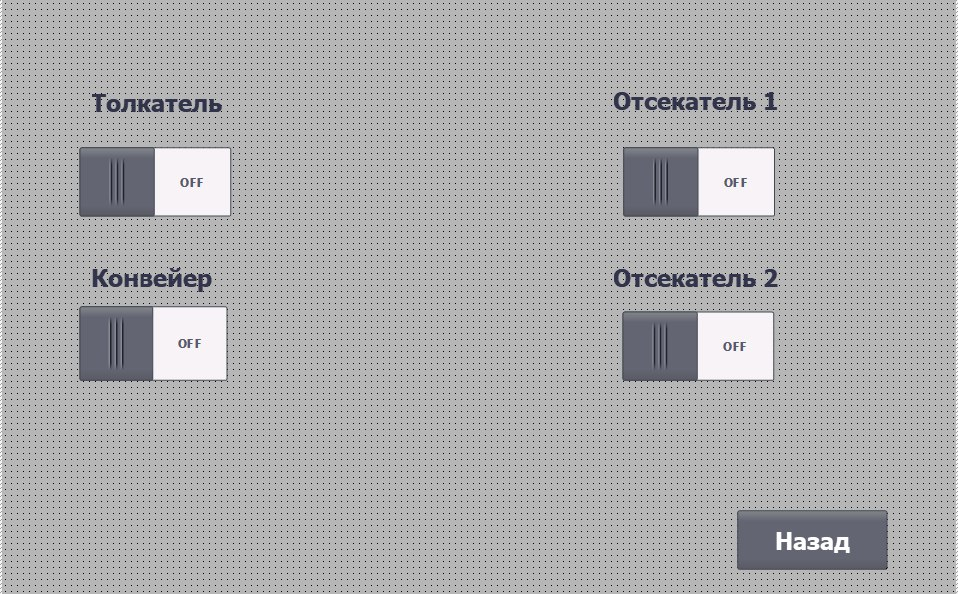 Толкатель
Отсекатель 1
OFF
OFF
Конвейер
Отсекатель 2
OFF
OFF
Назад